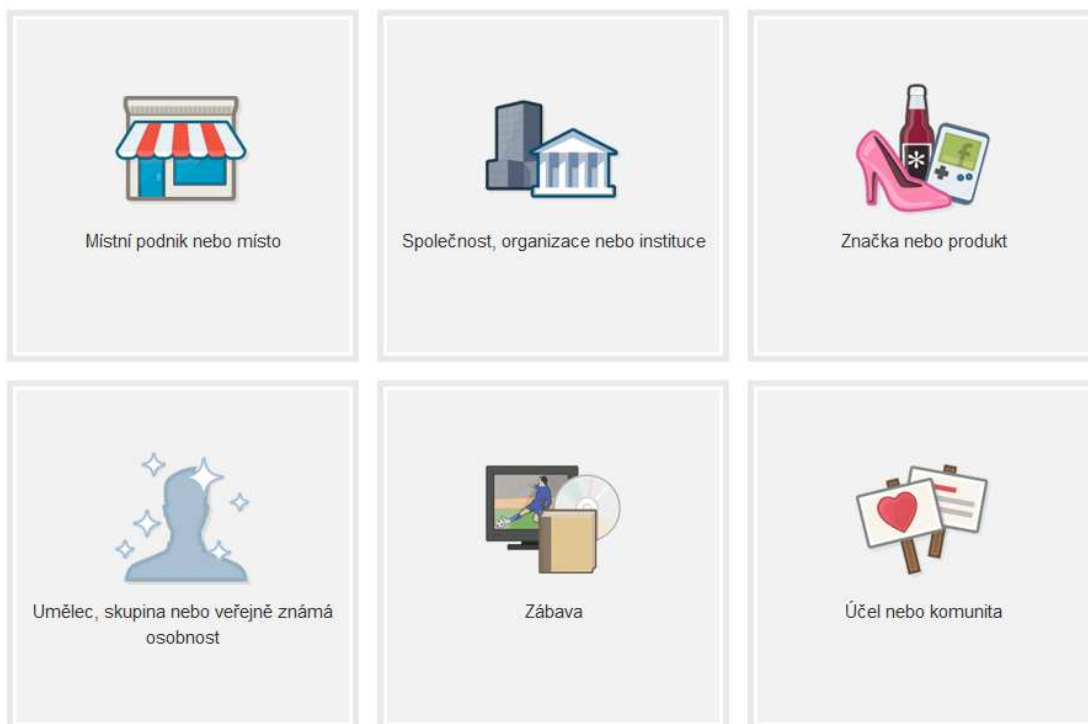 Místní podnik nebo místo
Společnost, organizace nebo instituce
Značka nebo produkt
Umělec, skupina nebo veřejně známá
osobnost
Zábava
Účel nebo komunita